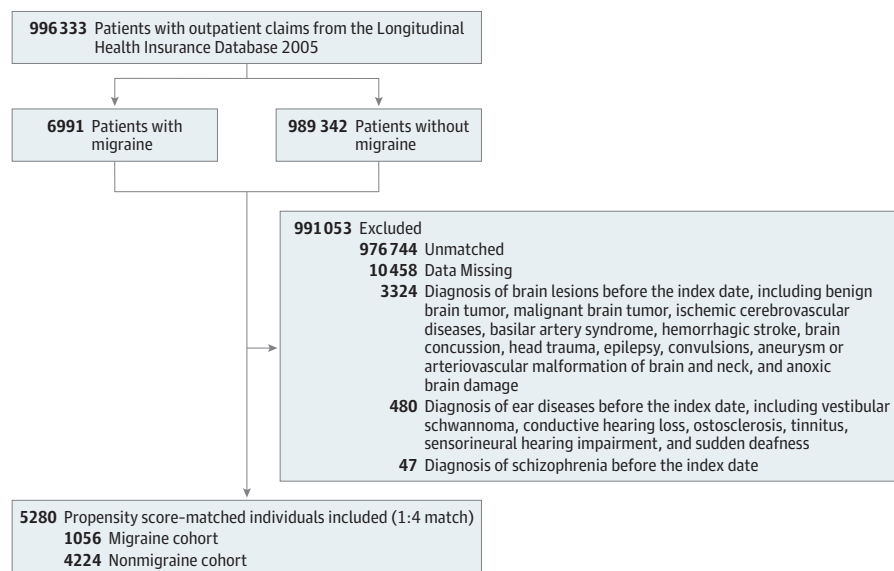 996 333 Patients with outpatient claims from the Longitudinal
Health Insurance Database 2005
6991 Patients with
migraine
989 342 Patients without
migraine
991 053 Excluded
976 744 Unmatched
10 458 Data Missing
3324 Diagnosis of brain lesions before the index date, including benign
brain tumor, malignant brain tumor, ischemic cerebrovascular
diseases, basilar artery syndrome, hemorrhagic stroke, brain
concussion, head trauma, epilepsy, convulsions, aneurysm or
arteriovascular malformation of brain and neck, and anoxic
brain damage
480 Diagnosis of ear diseases before the index date, including vestibular
schwannoma, conductive hearing loss, ostosclerosis, tinnitus,
sensorineural hearing impairment, and sudden deafness
47 Diagnosis of schizophrenia before the index date
5280 Propensity score–matched individuals included (1:4 match)
1056 Migraine cohort
4224 Nonmigraine cohort